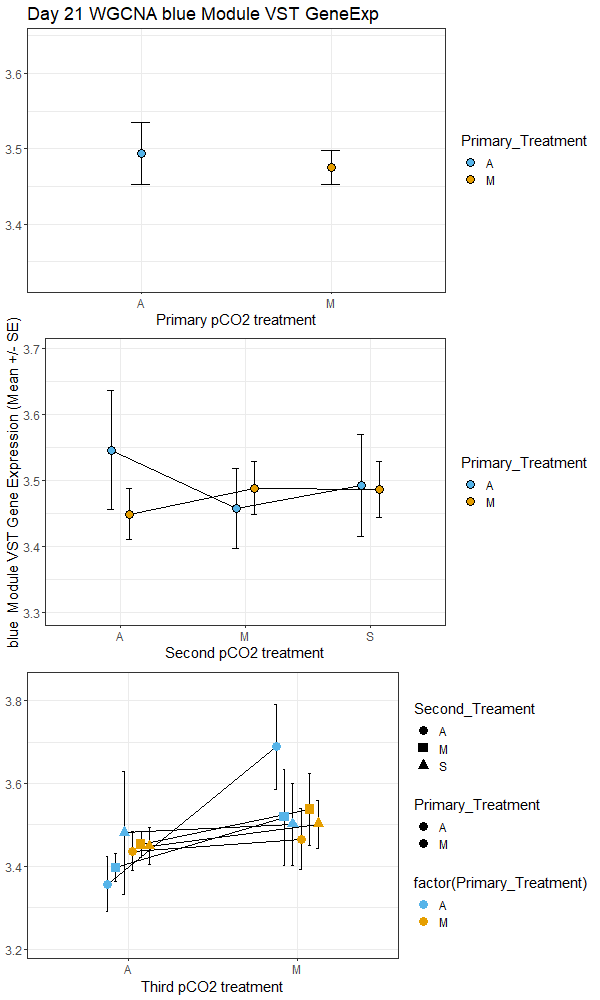 Day 21 WGCNA blue Module VST GeneExp
3.6
3.5
3.4
A
M
Primary pCO2 treatment
Primary_Treatment
A
M
blue Module VST Gene Expression (Mean +/- SE)
3.7
3.6
3.5
3.4
3.3
A
M
S
Second pCO2 treatment
Primary_Treatment
A
M
3.8
3.6
3.4
3.2
A
M
Third pCO2 treatment
Second_Treament
A
M
S
Primary_Treatment
A
M
factor(Primary_Treatment)
A
M